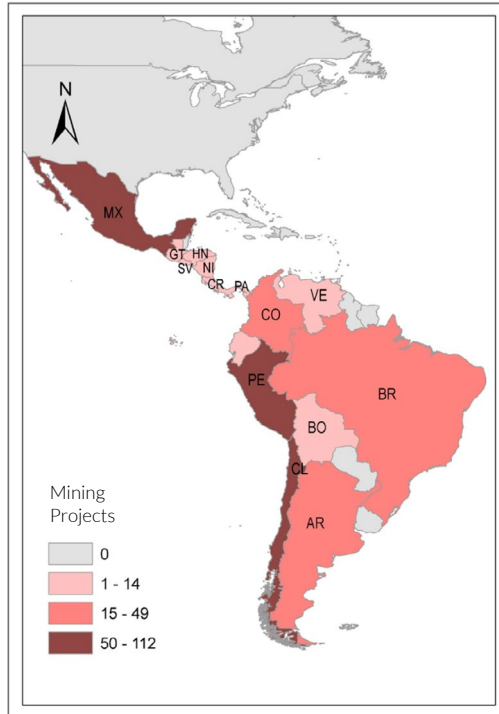 N
MX
GT
HN
SV
NI
CR
PA
VE
CO
PE
BR
BO
CL
AR
Mining
Projects
0
1 - 14
15 - 49
50 - 112